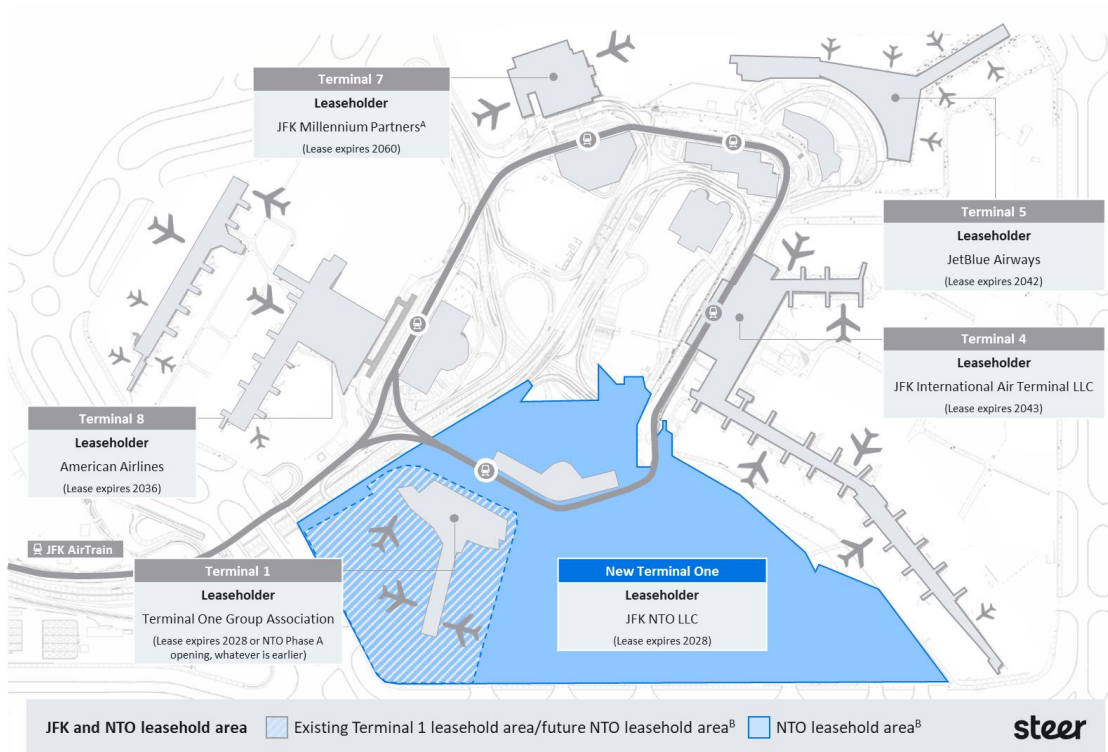 Terminal 7
Leaseholder
JFK Millennium Partnersᴬ
(Lease expires 2060)
Terminal 5
Leaseholder
JetBlue Airways
(Lease expires 2042)
Terminal 4
Leaseholder
JFK International Air Terminal LLC
(Lease expires 2043)
Terminal 8
Leaseholder
American Airlines
(Lease expires 2036)
JFK AirTrain
Terminal 1
Leaseholder
Terminal One Group Association
(Lease expires 2028 or NTO Phase A
opening, whatever is earlier)
New Terminal One
Leaseholder
JFK NTO LLC
(Lease expires 2028)
JFK and NTO leasehold area
Existing Terminal 1 leasehold area/future NTO leasehold areaᴮ
NTO leasehold areaᴮ
steer